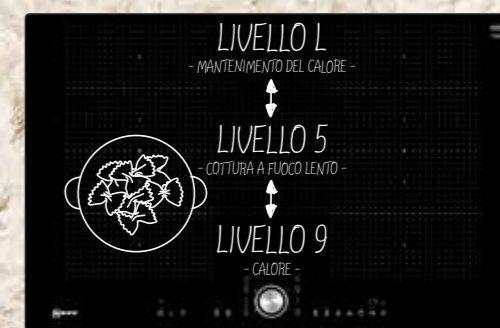 LIVELLO L
- MANTENIMENTO DEL CALORE -
LIVELLO 5
- COTTURA A FUOCO LENTO -
LIVELLO 9
- CALORE -